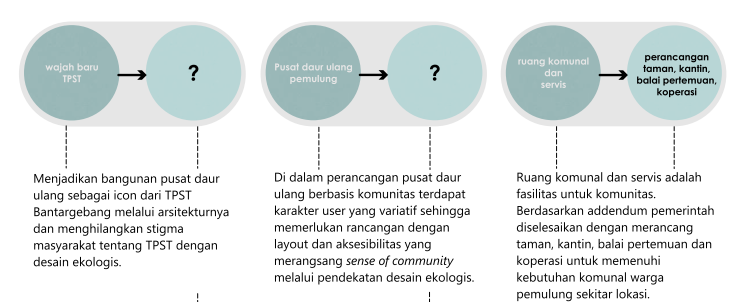 wajah baru
TPST
?
Pusat daur ulang
pemulung
?
ruang komunal
dan
servis
perancangan
taman, kantin,
balai pertemuan,
koperasi
Menjadikan bangunan pusat daur
ulang sebagai icon dari TPST
Bantargebang melalui arsitekturnya
dan menghilangkan stigma
masyarakat tentang TPST dengan
desain ekologis.
Di dalam perancangan pusat daur
ulang berbasis komunitas terdapat
karakter user yang variatif sehingga
memerlukan rancangan dengan
layout dan aksesibilitas yang
merangsang sense of community
melalui pendekatan desain ekologis.
Ruang komunal dan servis adalah
fasilitas untuk komunitas.
Berdasarkan addendum pemerintah
diselesaikan dengan merancang
taman, kantin, balai pertemuan dan
koperasi untuk memenuhi
kebutuhan komunal warga
pemulung sekitar lokasi.